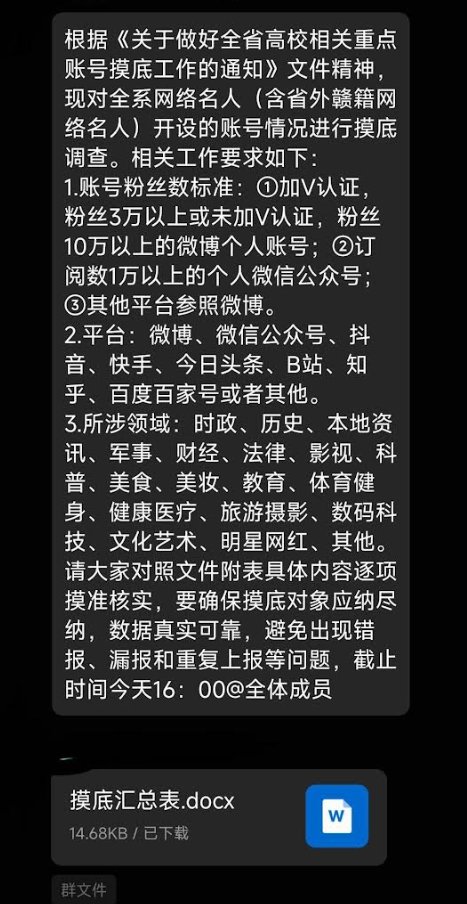 根据《关于做好全省高校相关重点
账号摸底工作的通知》文件精神，
现对全系网络名人（含省外赣籍网
络名人）开设的账号情况进行摸底
调查。相关工作要求如下：
1.账号粉丝数标准：①加V认证，
粉丝3万以上或未加V认证，粉丝
10万以上的微博个人账号；②订
阅数1万以上的个人微信公众号；
③其他平台参照微博。
2.平台：微博、微信公众号、抖
音、快手、今日头条、B站、知
乎、百度百家号或者其他。
3.所涉领域：时政、历史、本地资
讯、军事、财经、法律、影视、科
普、美食、美妆、教育、体育健
身、健康医疗、旅游摄影、数码科
技、文化艺术、明星网红、其他。
请大家对照文件附表具体内容逐项
摸准核实，要确保摸底对象应纳尽
纳，数据真实可靠，避免出现错
报、漏报和重复上报等问题，截止
时间今天16：00@全体成员
摸底汇总表.docx
14.68KB / 已下载
W
群文件